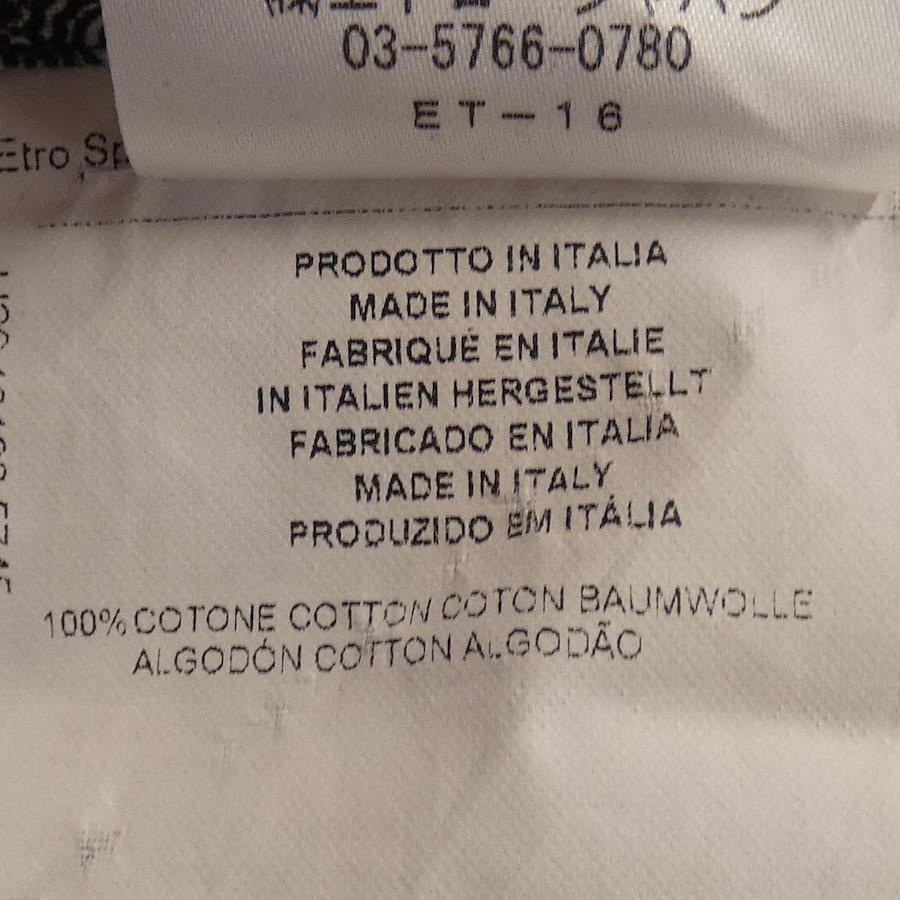 03-5766-0780
ET-16
Etro
PRODOTTO IN ITALIA
MADE IN ITALY
FABRIQUÉ EN ITALIE
IN ITALIEN HERGESTELLT
FABRICADO EN ITALIA
MADE IN ITALY
PRODUZIDO EM ITÁLIA
100% COTONE COTTON COTON BAUMWOLLE
ALGODÓN COTTON ALGODÃO